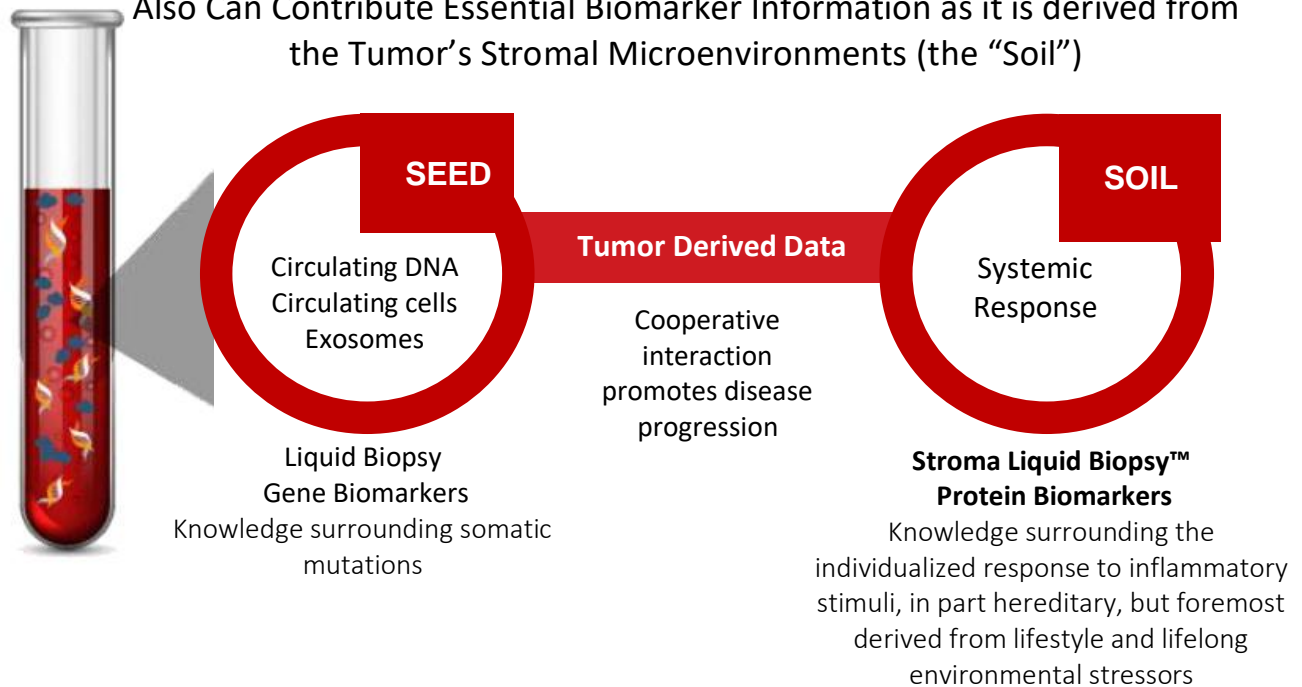 Also Can Contribute Essential Biomarker Information as it is derived from
the Tumor’s Stromal Microenvironments (the “Soil”)
SEED
Circulating DNA
Circulating cells
Exosomes
Liquid Biopsy
Gene Biomarkers
Knowledge surrounding somatic
mutations
Tumor Derived Data
Cooperative
interaction
promotes disease
progression
SOIL
Systemic
Response
Stroma Liquid Biopsy™
Protein Biomarkers
Knowledge surrounding the
individualized response to inflammatory
stimuli, in part hereditary, but foremost
derived from lifestyle and lifelong
environmental stressors